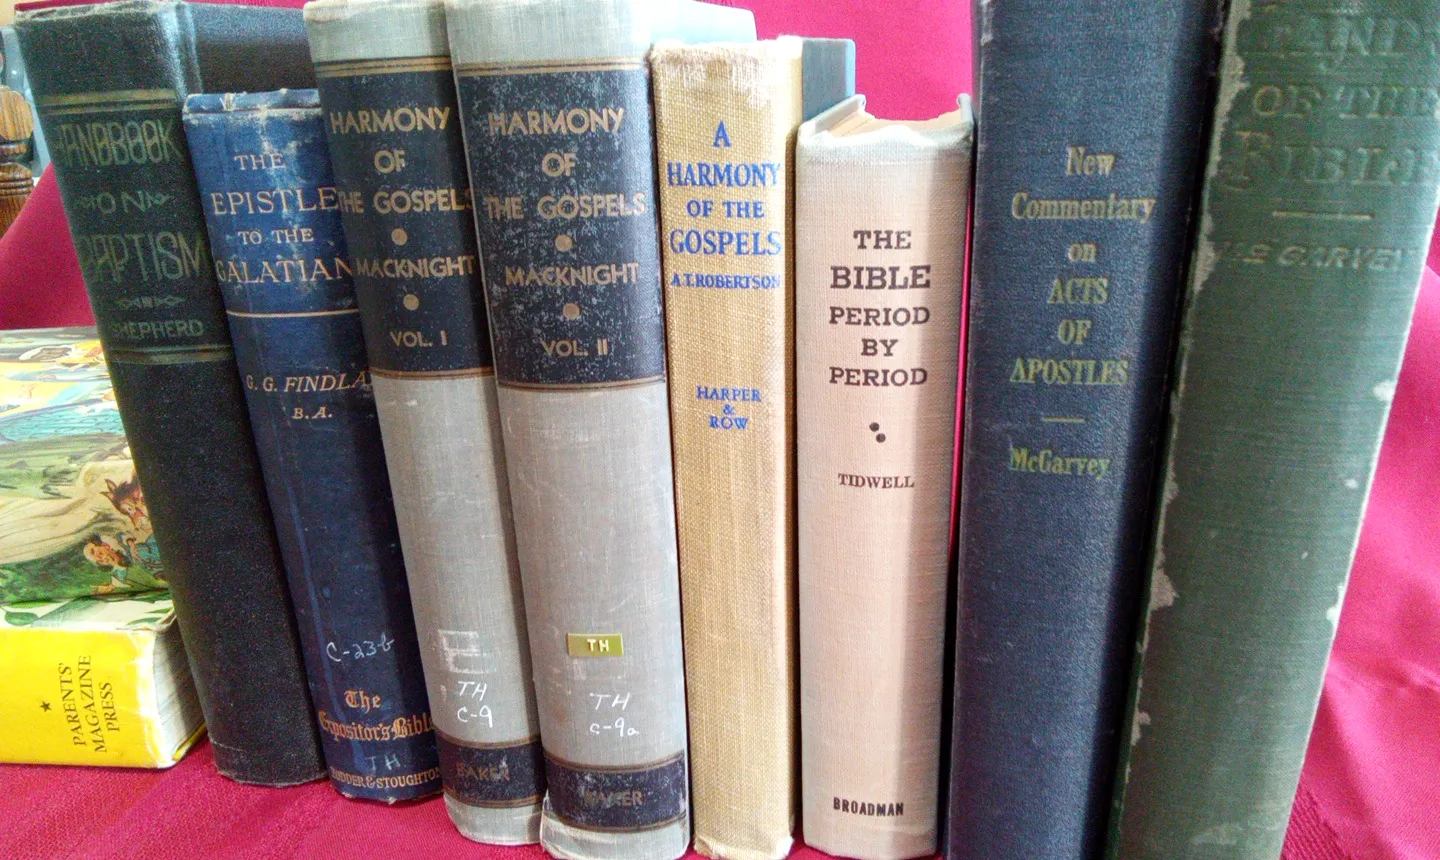 HANDBOOK
ON
BAPTISM
SHEPHERD
THE
EPISTLE
TO THE
GALATIAN
G. G. FINDLA
B.A.
C-23-b
The
Expositor's Bible
TH
HODDER & STOUGHTON
HARMONY
OF
THE GOSPELS
MACKNIGHT
VOL. I
TH
C-9
BAKER
HARMONY
OF
THE GOSPELS
MACKNIGHT
VOL. II
TH
TH
C-9a
BAKER
A
HARMONY
OF THE
GOSPELS
A.T. ROBERTSON
HARPER
&
ROW
THE
BIBLE
PERIOD
BY
PERIOD
TIDWELL
BROADMAN
New
Commentary
on
ACTS
OF
APOSTLES
McGarvey
OF THE
BIBLE
GARVEY
★
PARENTS'
MAGAZINE
PRESS